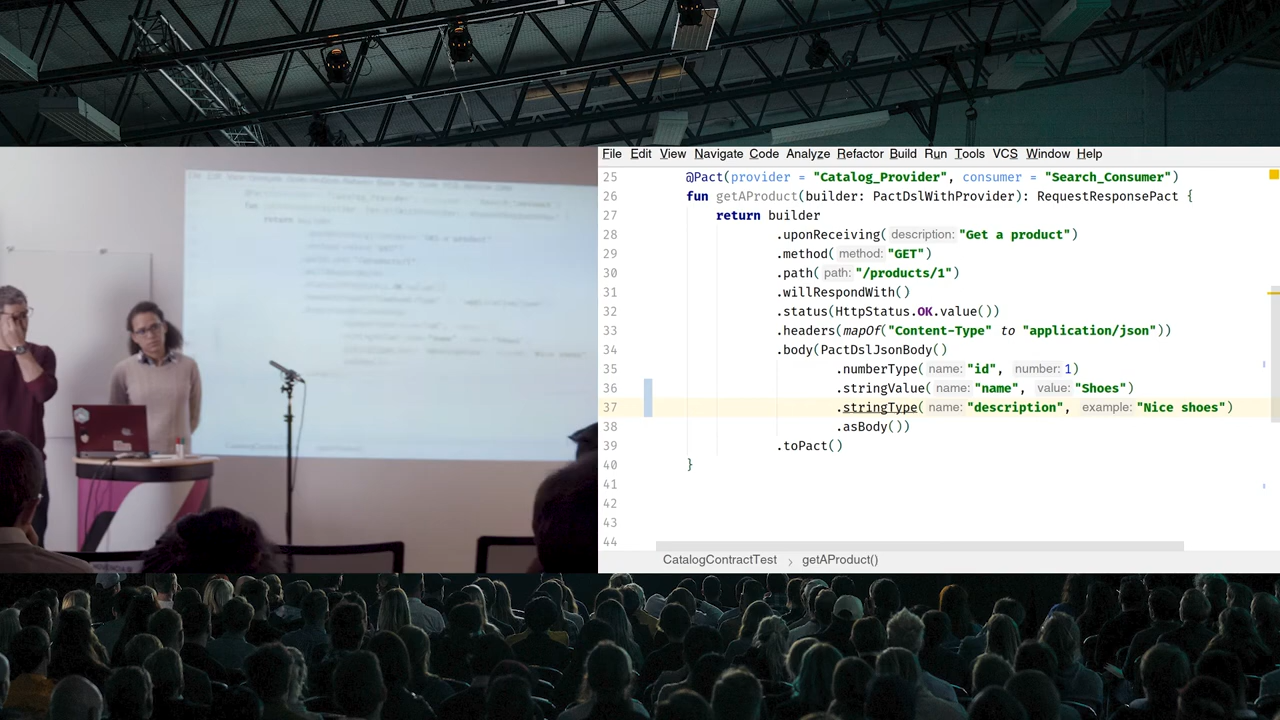 File Edit View Navigate Code Analyze Refactor Build Run Tools VCS Window Help
25 @Pact(provider = "Catalog_Provider", consumer = "Search_Consumer")
26 fun getAProduct(builder: PactDslWithProvider): RequestResponsePact {
27 return builder
28 .uponReceiving( description: "Get a product")
29 .method( method: "GET")
30 .path( path: "/products/1")
31 .willRespondWith()
32 .status(HttpStatus.OK.value())
33 .headers(mapOf("Content-Type" to "application/json"))
34 .body(PactDslJsonBody()
35 .numberType( name: "id", number: 1)
36 .stringValue( name: "name", value: "Shoes")
37 .stringType( name: "description", example: "Nice shoes")
38 .asBody())
39 .toPact()
40 }
41
42
43
44
CatalogContractTest › getAProduct()